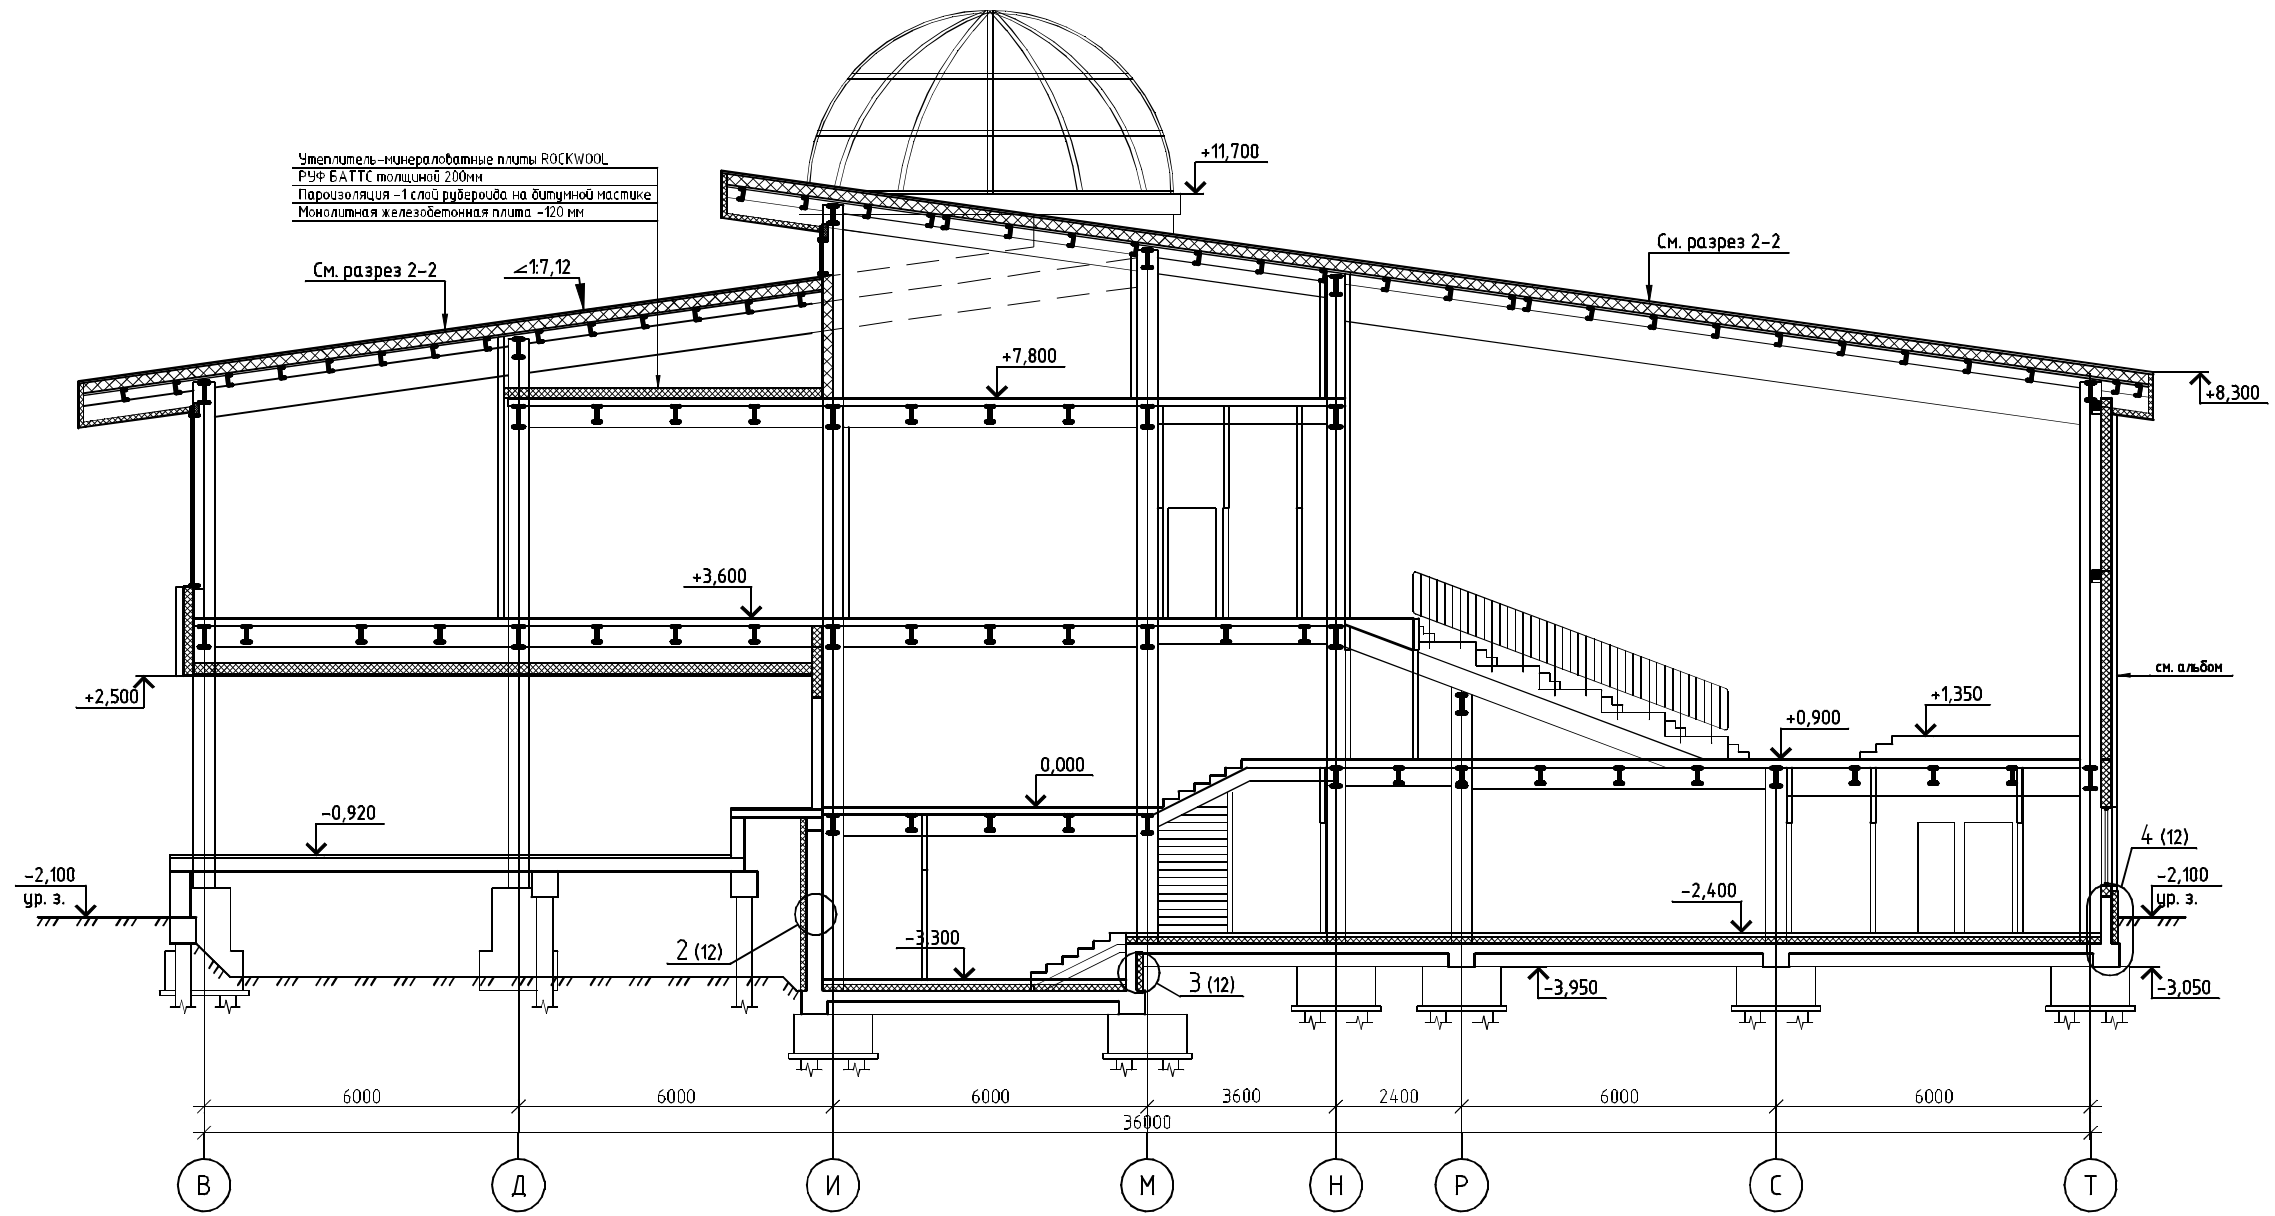 +11,700
Утеплитель-минераловатные плиты ROCKWOOL
РУФ БАТТС толщиной 200мм
Пароизоляция -1 слой рубероида на битумной мастике
Монолитная железобетонная плита -120 мм
См. разрез 2-2
См. разрез 2-2
∠1:7,12
+7,800
+8,300
+3,600
см. альбом
+2,500
+1,350
+0,900
0,000
-0,920
4 (12)
-2,100
ур. з.
-2,100
ур. з.
-2,400
2 (12)
-3,300
3 (12)
-3,950
-3,050
6000
6000
6000
3600
2400
6000
6000
36000
В
Д
И
М
Н
Р
С
Т